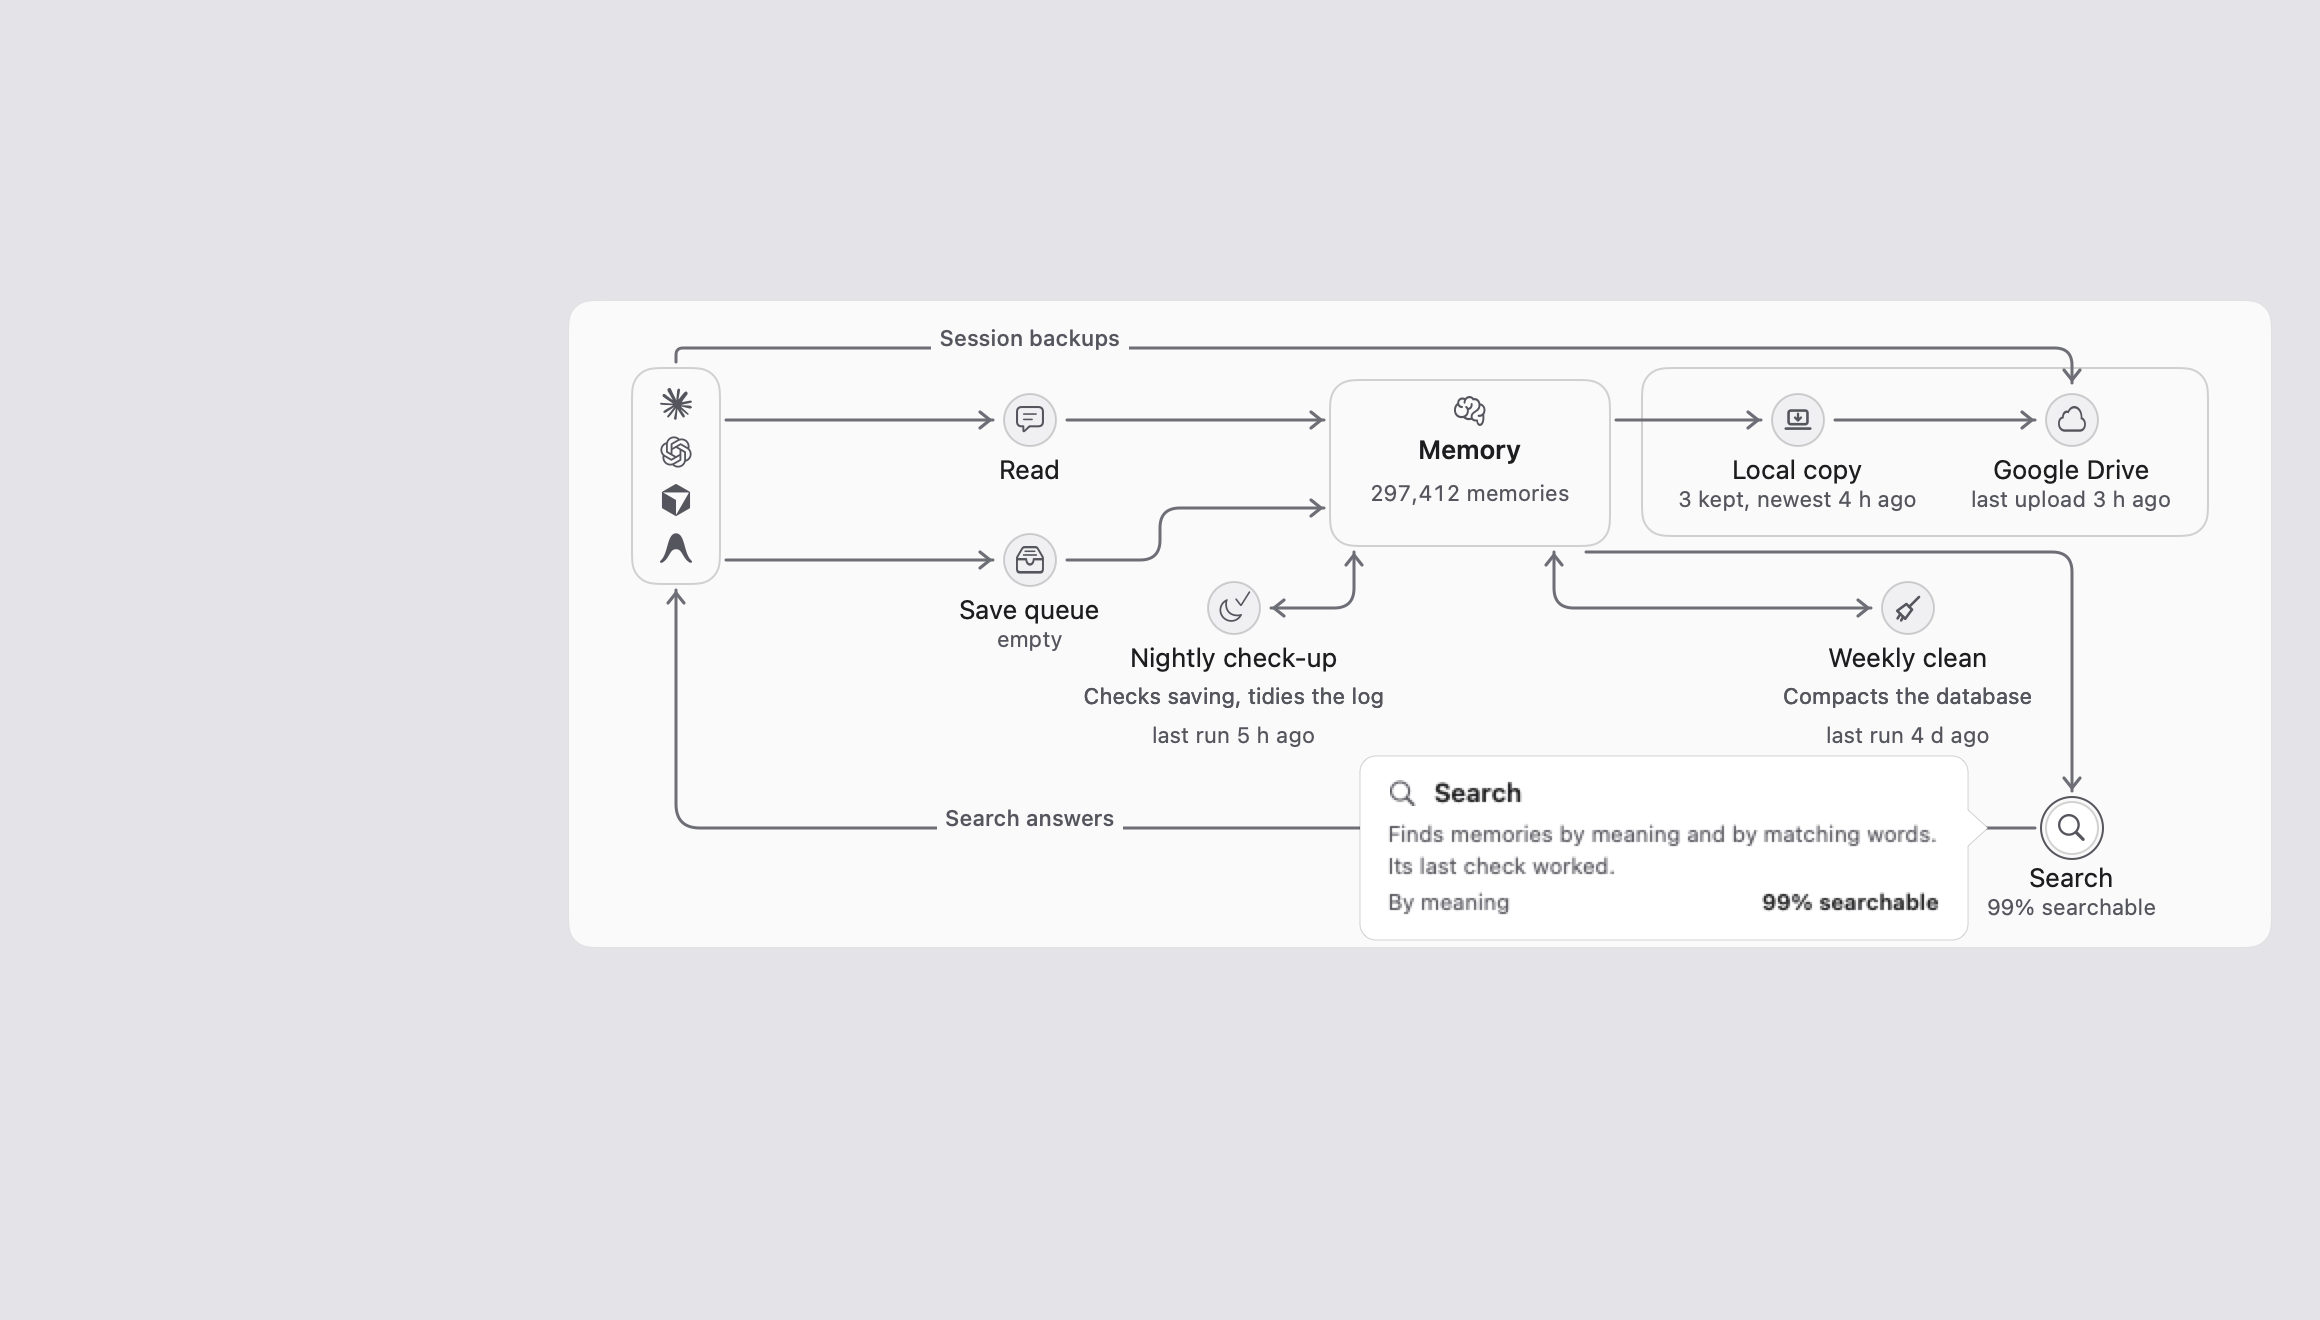 Session backups
Read
Memory
297,412 memories
Local copy
3 kept, newest 4 h ago
Google Drive
last upload 3 h ago
Save queue
empty
Nightly check-up
Checks saving, tidies the log
last run 5 h ago
Weekly clean
Compacts the database
last run 4 d ago
Search answers
Search
Finds memories by meaning and by matching words.
Its last check worked.
By meaning
99% searchable
Search
99% searchable